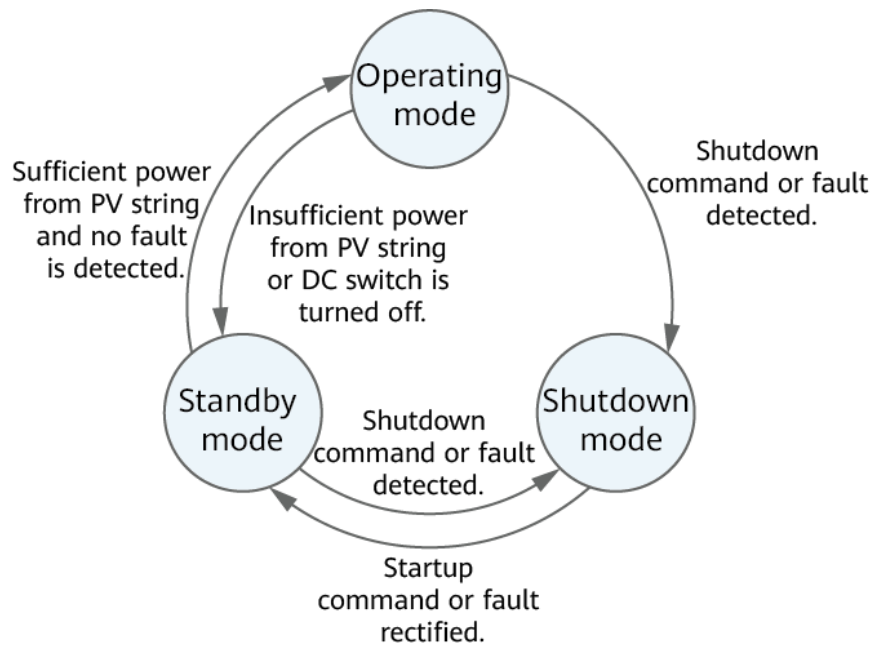 Operating
mode
Shutdown
command or fault
detected.
Sufficient power
from PV string
and no fault
is detected.
Insufficient power
from PV string
or DC switch is
turned off.
Standby
mode
Shutdown
command or fault
detected.
Shutdown
mode
Startup
command or fault
rectified.